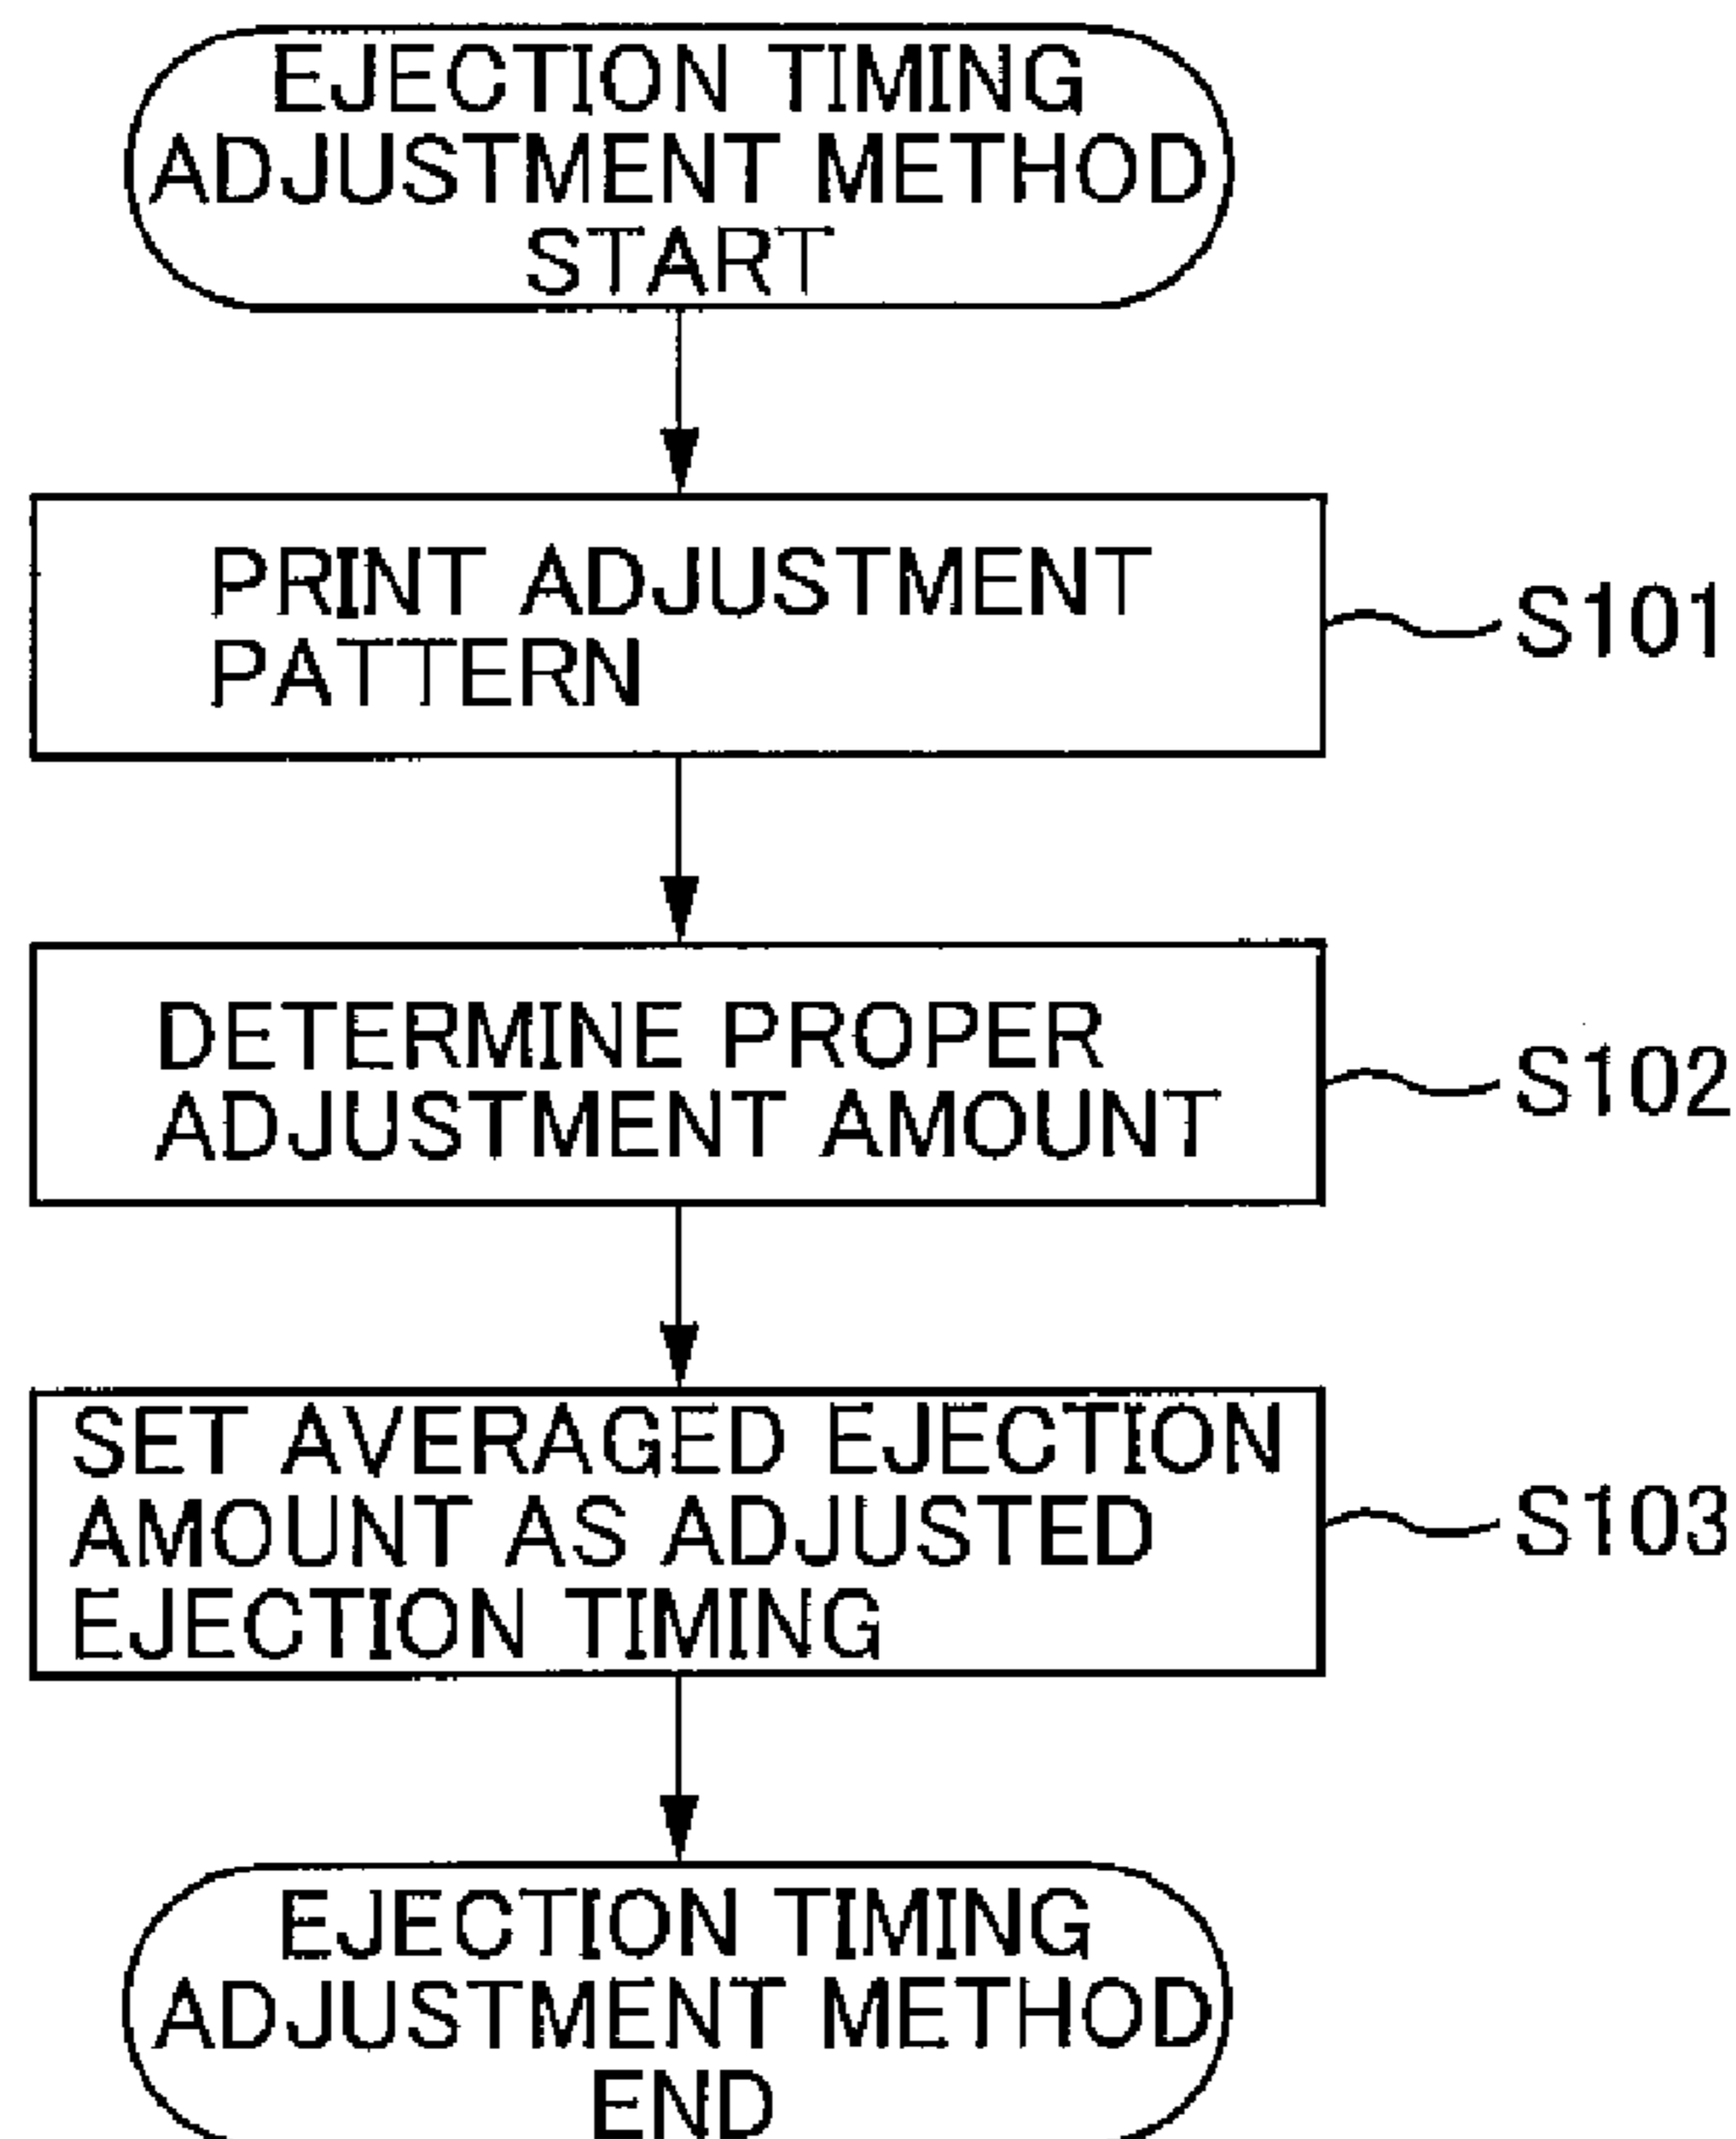 EJECTION TIMING
ADJUSTMENT METHOD
START
PRINT ADJUSTMENT
PATTERN
S101
DETERMINE PROPER
ADJUSTMENT AMOUNT
S102
SET AVERAGED EJECTION
AMOUNT AS ADJUSTED
EJECTION TIMING
S103
EJECTION TIMING
ADJUSTMENT METHOD
END